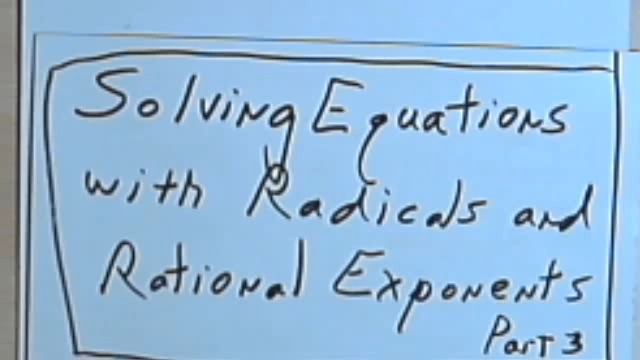 Solving Equations
with Radicals and
Rational Exponents
Part 3